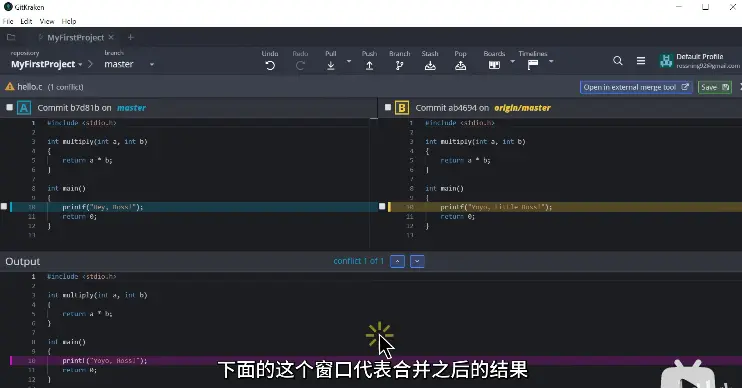 GitKraken
File Edit View Help
MyFirstProject
repository
MyFirstProject
branch
master
Undo
Redo
Pull
Push
Branch
Stash
Pop
Boards
Timelines
Default Profile
rossning92@gmail.com
hello.c (1 conflict)
Open in external merge tool
Save
A Commit b7d81b on master
1 #include <stdio.h>
2
3 int multiply(int a, int b)
4 {
5 return a * b;
6 }
7
8 int main()
9 {
10 printf("Hey, Ross!");
11 return 0;
12 }
13
B Commit ab4694 on origin/master
1 #include <stdio.h>
2
3 int multiply(int a, int b)
4 {
5 return a * b;
6 }
7
8 int main()
9 {
10 printf("Yoyo, Little Ross!");
11 return 0;
12 }
13
Output
conflict 1 of 1
1 #include <stdio.h>
2
3 int multiply(int a, int b)
4 {
5 return a * b;
6 }
7
8 int main()
9 {
10 printf("Yoyo, Ross!");
11 return 0;
12 }
下面的这个窗口代表合并之后的结果